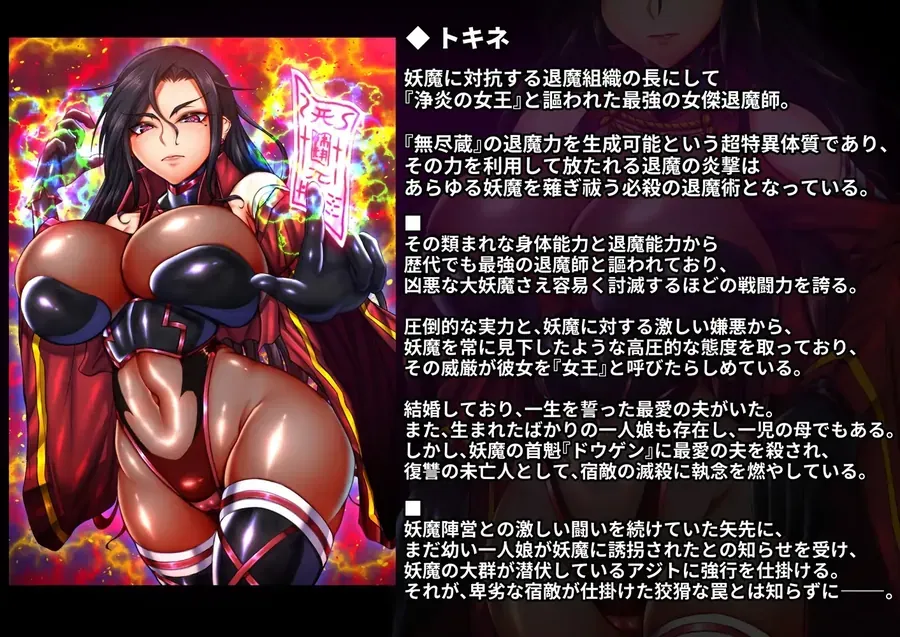 ◆ トキネ
妖魔に対抗する退魔組織の長にして
『浄炎の女王』と謳われた最強の女傑退魔師。
『無尽蔵』の退魔力を生成可能という超特異体質であり、
その力を利用して放たれる退魔の炎撃は
あらゆる妖魔を薙ぎ祓う必殺の退魔術となっている。
■
その類まれな身体能力と退魔能力から
歴代でも最強の退魔師と謳われており、
凶悪な大妖魔さえ容易く討滅するほどの戦闘力を誇る。
圧倒的な実力と、妖魔に対する激しい嫌悪から、
妖魔を常に見下したような高圧的な態度を取っており、
その威厳が彼女を『女王』と呼びたらしめている。
結婚しており、一生を誓った最愛の夫がいた。
また、生まれたばかりの一人娘も存在し、一児の母でもある。
しかし、妖魔の首魁『ドウゲン』に最愛の夫を殺され、
復讐の未亡人として、宿敵の滅殺に執念を燃やしている。
■
妖魔陣営との激しい闘いを続けていた矢先に、
まだ幼い一人娘が妖魔に誘拐されたとの知らせを受け、
妖魔の大群が潜伏しているアジトに強行を仕掛ける。
それが、卑劣な宿敵が仕掛けた狡猾な罠とは知らずに――。